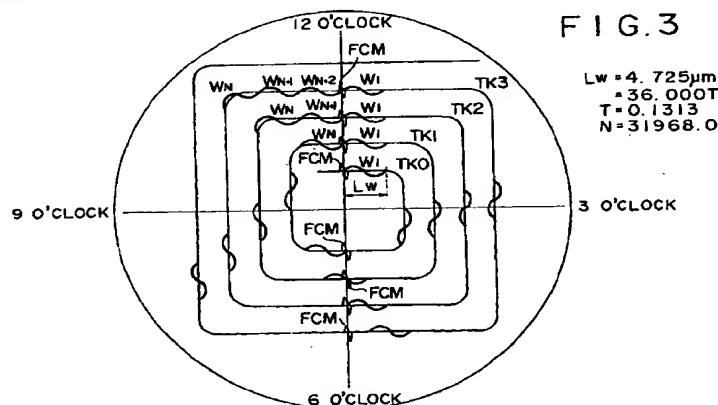 FIG.3
12 O'CLOCK
FCM
Lw=4.725μm
=36.000T
T=0.1313
N=31968.0
WN WN+1 WN+2 W1 TK3
WN WN+1 W1 TK2
WN W1 TK1
FCM W1 TK0
Lw
9 O'CLOCK
3 O'CLOCK
FCM
FCM
FCM
6 O'CLOCK